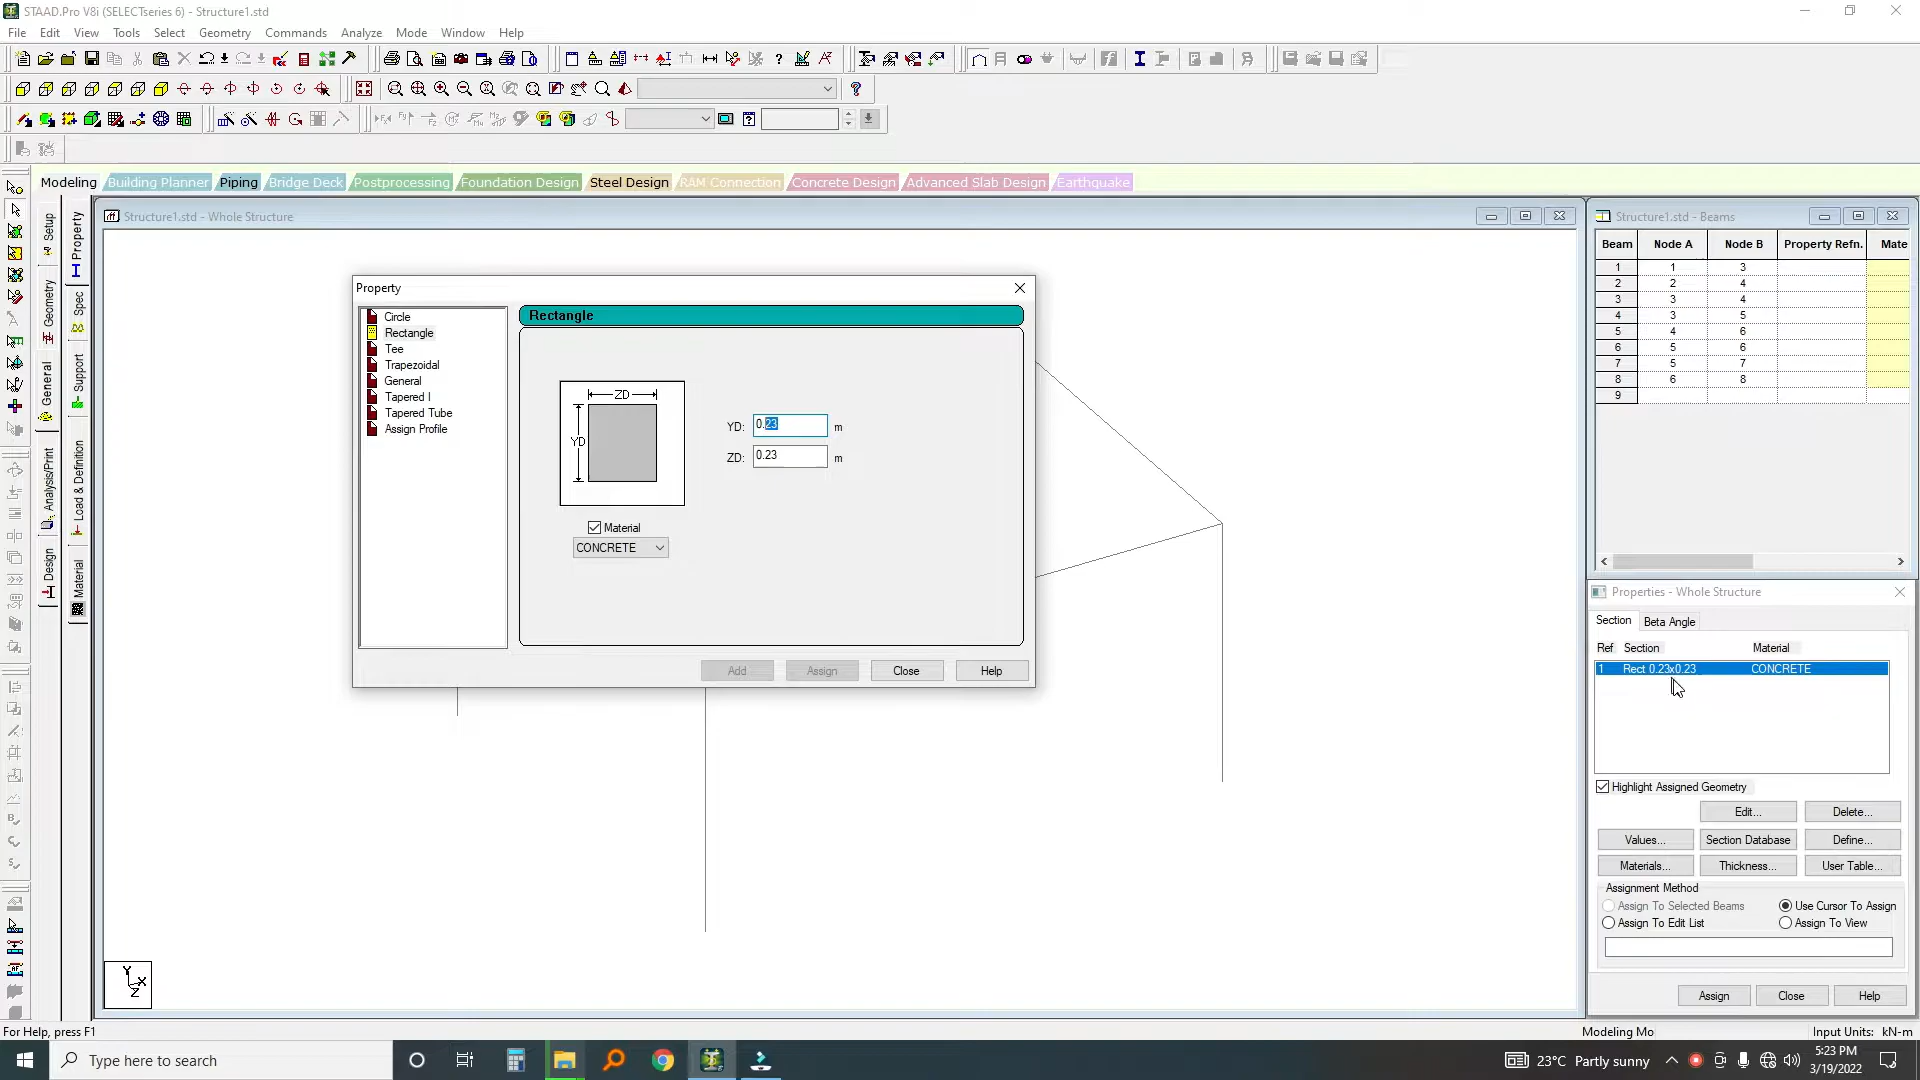 STAAD.Pro V8i (SELECTseries 6) - Structure1.std
File Edit View Tools Select Geometry Commands Analyze Mode Window Help
Modeling Building Planner Piping Bridge Deck Postprocessing Foundation Design Steel Design RAM Connection Concrete Design Advanced Slab Design Earthquake
Setup
Geometry
General
Analysis/Print
Design
Property
Spec
Support
Load & Definition
Material
Structure1.std - Whole Structure
Property
Circle
Rectangle
Tee
Trapezoidal
General
Tapered I
Tapered Tube
Assign Profile
Rectangle
ZD
YD
YD: 0.23 m
ZD: 0.23 m
Material
CONCRETE
Add Assign Close Help
Y
X
Z
Structure1.std - Beams
Beam Node A Node B Property Refn. Mate
1 1 3
2 2 4
3 3 4
4 3 5
5 4 6
6 5 6
7 5 7
8 6 8
9
Properties - Whole Structure
Section Beta Angle
Ref Section Material
1 Rect 0.23x0.23 CONCRETE
Highlight Assigned Geometry
Edit... Delete...
Values... Section Database Define...
Materials... Thickness... User Table...
Assignment Method
Assign To Selected Beams Use Cursor To Assign
Assign To Edit List Assign To View
Assign Close Help
For Help, press F1
Modeling Mo Input Units: kN-m
Type here to search
23°C Partly sunny
5:23 PM
3/19/2022